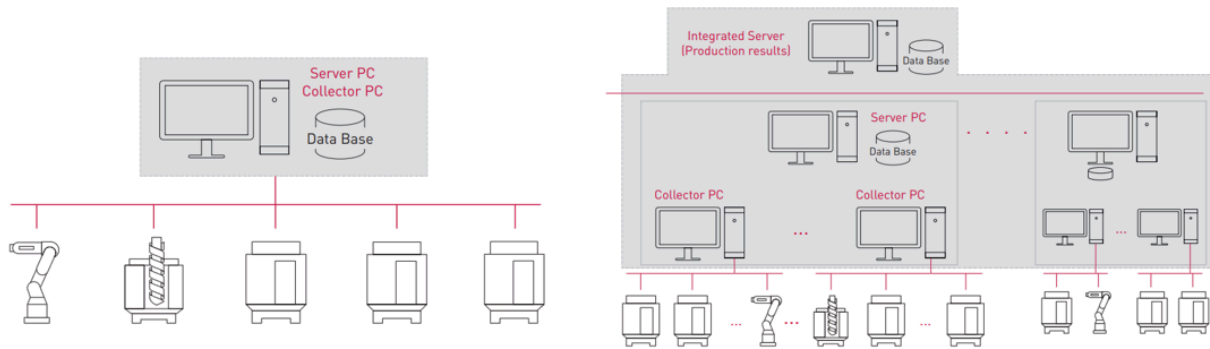 Server PC
Collector PC
Data Base
Integrated Server
(Production results)
Data Base
Server PC
Data Base
Collector PC
Collector PC